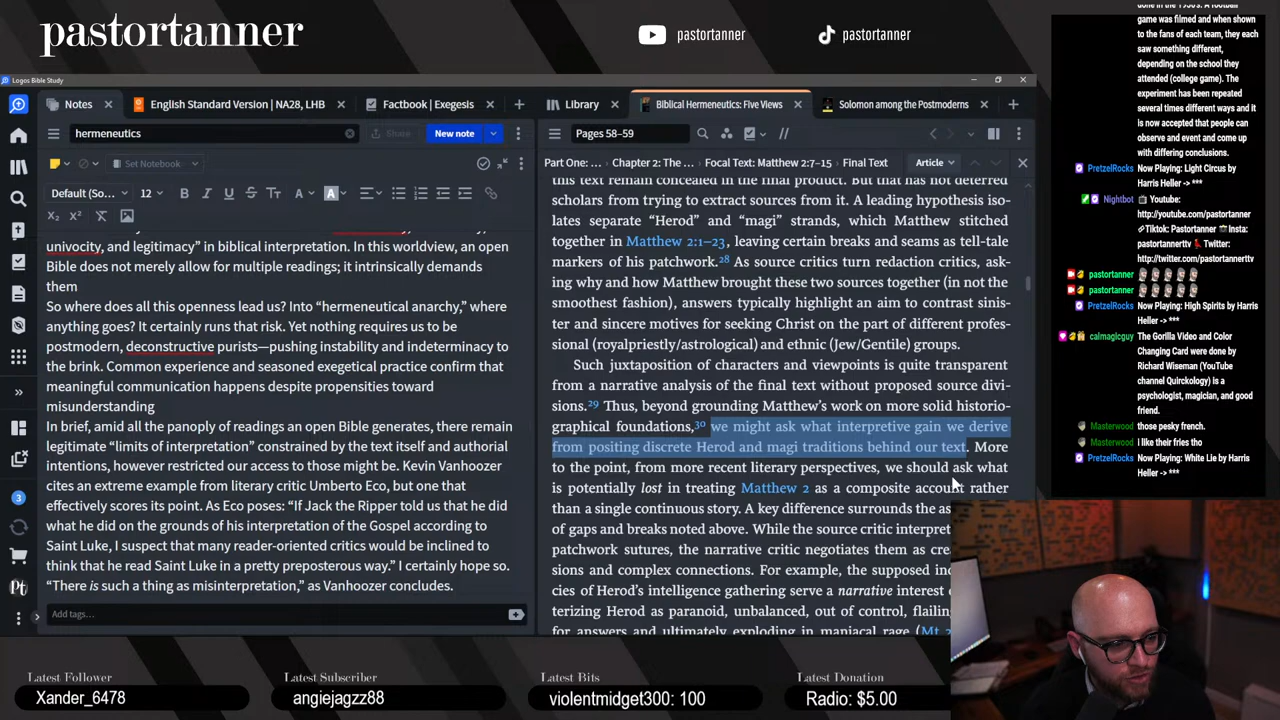 pastortanner
pastortanner
pastortanner
Logos Bible Study
Notes
English Standard Version | NA28, LHB
Factbook | Exegesis
Library
Biblical Hermeneutics: Five Views
Solomon among the Postmoderns
hermeneutics
Share
New note
Pages 58–59
Set Notebook
Part One: ...
Chapter 2: The ...
Focal Text: Matthew 2:7–15
Final Text
Article
Default (So...
12
univocity, and legitimacy” in biblical interpretation. In this worldview, an open
Bible does not merely allow for multiple readings; it intrinsically demands
them
So where does all this openness lead us? Into “hermeneutical anarchy,” where
anything goes? It certainly runs that risk. Yet nothing requires us to be
postmodern, deconstructive purists—pushing instability and indeterminacy to
the brink. Common experience and seasoned exegetical practice confirm that
meaningful communication happens despite propensities toward
misunderstanding
In brief, amid all the panoply of readings an open Bible generates, there remain
legitimate “limits of interpretation” constrained by the text itself and authorial
intentions, however restricted our access to those might be. Kevin Vanhoozer
cites an extreme example from literary critic Umberto Eco, but one that
effectively scores its point. As Eco poses: “If Jack the Ripper told us that he did
what he did on the grounds of his interpretation of the Gospel according to
Saint Luke, I suspect that many reader-oriented critics would be inclined to
think that he read Saint Luke in a pretty preposterous way.” I certainly hope so.
“There is such a thing as misinterpretation,” as Vanhoozer concludes.
Add tags...
3
this text remain concealed in the final product. But that has not deterred
scholars from trying to extract sources from it. A leading hypothesis iso-
lates separate “Herod” and “magi” strands, which Matthew stitched
together in Matthew 2:1–23, leaving certain breaks and seams as tell-tale
markers of his patchwork.28 As source critics turn redaction critics, ask-
ing why and how Matthew brought these two sources together (in not the
smoothest fashion), answers typically highlight an aim to contrast sinis-
ter and sincere motives for seeking Christ on the part of different profes-
sional (royalpriestly/astrological) and ethnic (Jew/Gentile) groups.
Such juxtaposition of characters and viewpoints is quite transparent
from a narrative analysis of the final text without proposed source divi-
sions.29 Thus, beyond grounding Matthew’s work on more solid historio-
graphical foundations,30 we might ask what interpretive gain we derive
from positing discrete Herod and magi traditions behind our text. More
to the point, from more recent literary perspectives, we should ask what
is potentially lost in treating Matthew 2 as a composite account rather
than a single continuous story. A key difference surrounds the as
of gaps and breaks noted above. While the source critic interpret
patchwork sutures, the narrative critic negotiates them as crea
sions and complex connections. For example, the supposed in
cies of Herod’s intelligence gathering serve a narrative interest
terizing Herod as paranoid, unbalanced, out of control, flailing
for answers and ultimately exploding in maniacal rage (Mt
done in the 1950's. A football
game was filmed and when shown
to the fans of each team, they each
saw something different,
depending on the school they
attended (college game). The
experiment has been repeated
several times different ways and it
is now accepted that people can
observe and event and come up
with differing conclusions.
PretzelRocks
Now Playing: Light Circus by
Harris Heller -> ***
Nightbot
Youtube:
http://youtube.com/pastortanner
Tiktok: Pastortanner Insta:
pastortannerttv Twitter:
http://twitter.com/pastortannerttv
pastortanner
pastortanner
PretzelRocks
Now Playing: High Spirits by Harris
Heller -> ***
calmagicguy
The Gorilla Video and Color
Changing Card were done by
Richard Wiseman (YouTube
channel Quirckology) is a
psychologist, magician, and good
friend.
Masterwood
those pesky french.
Masterwood
i like their fries tho
PretzelRocks
Now Playing: White Lie by Harris
Heller -> ***
Latest Follower
Xander_6478
Latest Subscriber
angiejagzz88
Latest Bits
violentmidget300: 100
Latest Donation
Radio: $5.00